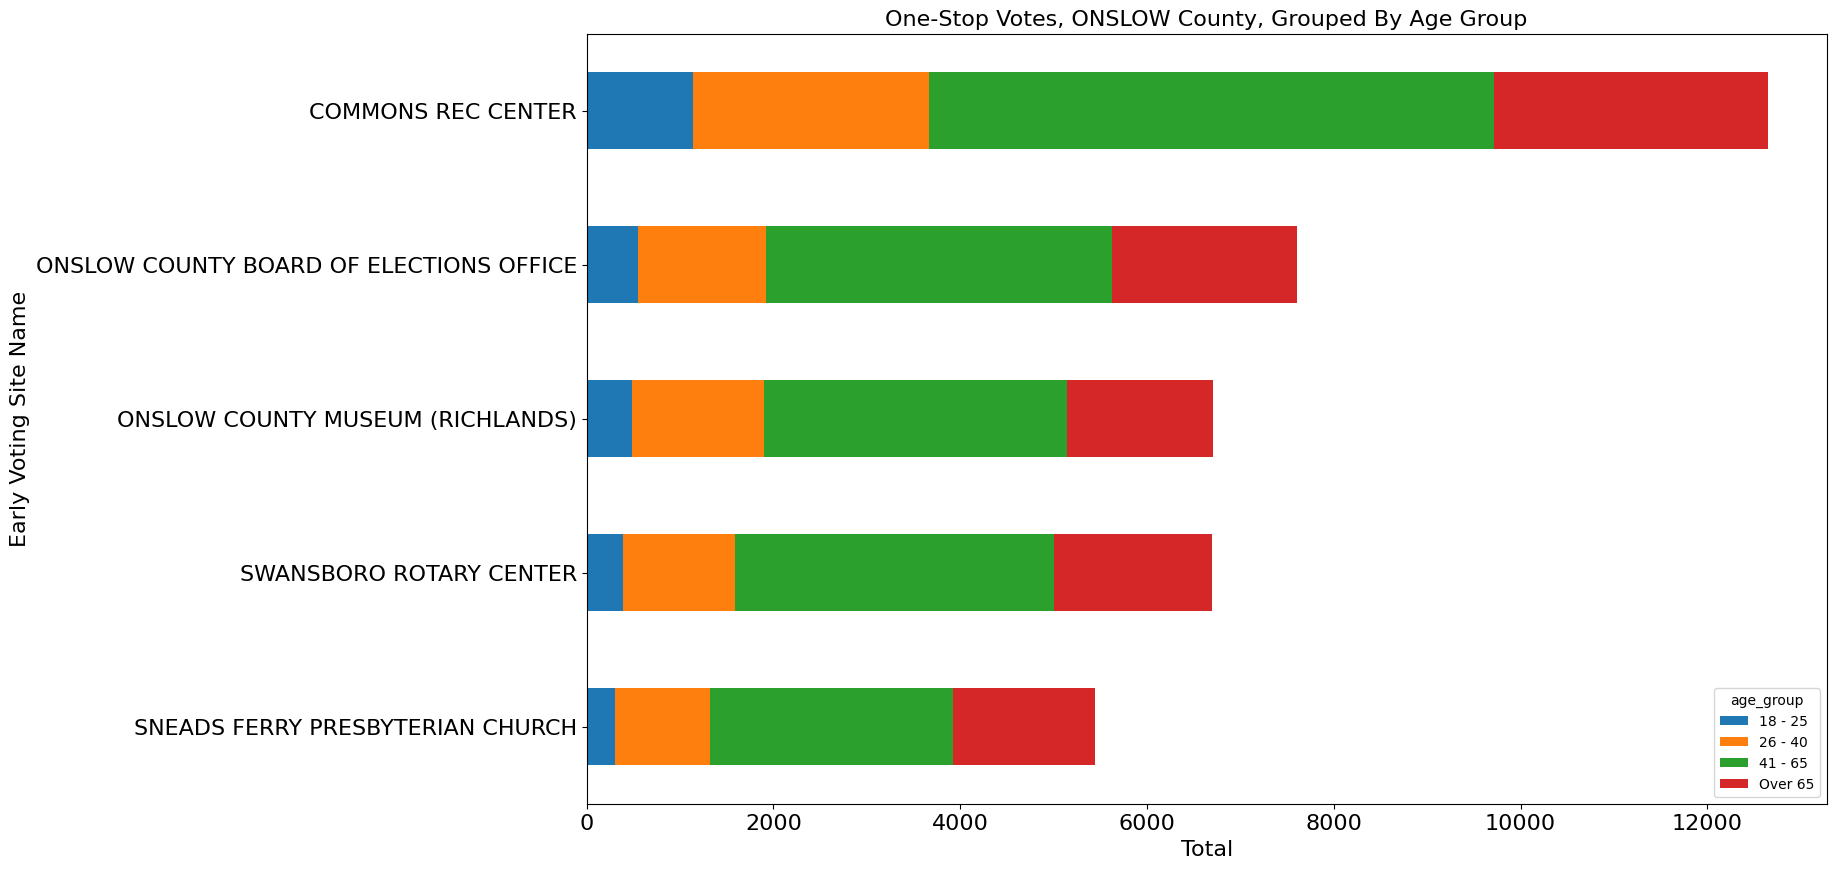 One-Stop Votes, ONSLOW County, Grouped By Age Group
Early Voting Site Name
COMMONS REC CENTER
ONSLOW COUNTY BOARD OF ELECTIONS OFFICE
ONSLOW COUNTY MUSEUM (RICHLANDS)
SWANSBORO ROTARY CENTER
SNEADS FERRY PRESBYTERIAN CHURCH
age_group
18 - 25
26 - 40
41 - 65
Over 65
0 2000 4000 6000 8000 10000 12000
Total